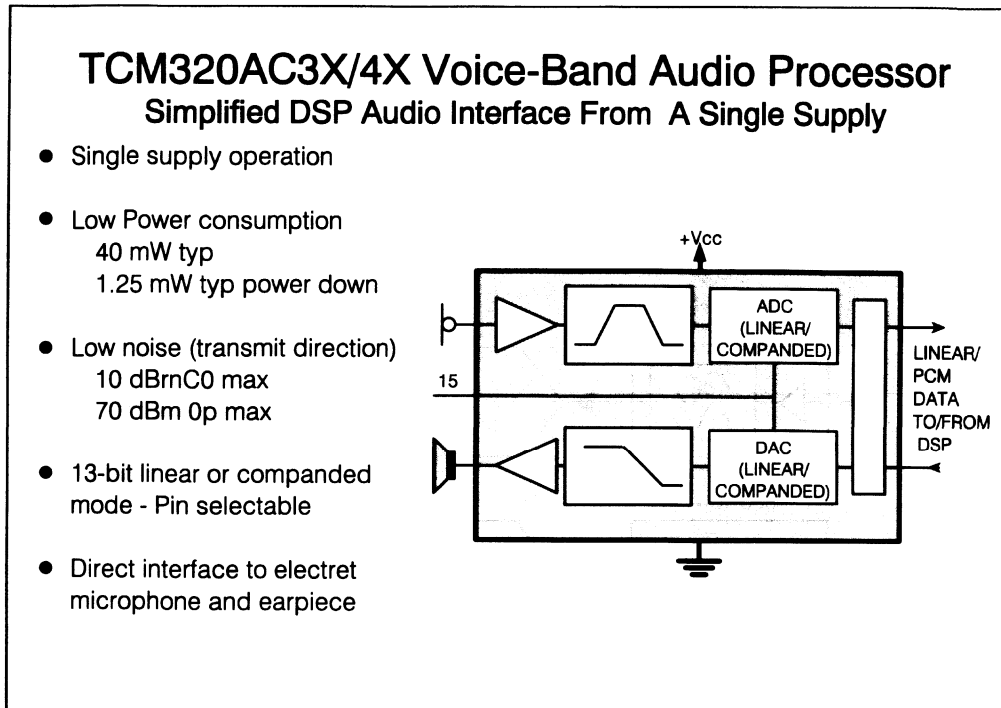 TCM320AC3X/4X Voice-Band Audio Processor
Simplified DSP Audio Interface From A Single Supply
● Single supply operation
● Low Power consumption
40 mW typ
1.25 mW typ power down
● Low noise (transmit direction)
10 dBrnC0 max
70 dBm 0p max
● 13-bit linear or companded
mode - Pin selectable
● Direct interface to electret
microphone and earpiece
+Vcc
ADC
(LINEAR/
COMPANDED)
15
DAC
(LINEAR/
COMPANDED)
LINEAR/
PCM
DATA
TO/FROM
DSP